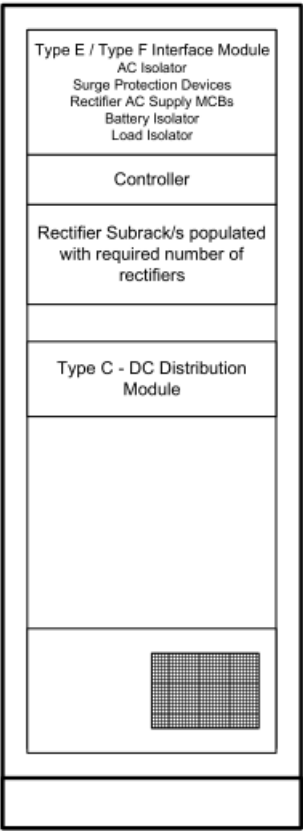 Type E / Type F Interface Module
AC Isolator
Surge Protection Devices
Rectifier AC Supply MCBs
Battery Isolator
Load Isolator
Controller
Rectifier Subrack/s populated
with required number of
rectifiers
Type C - DC Distribution
Module